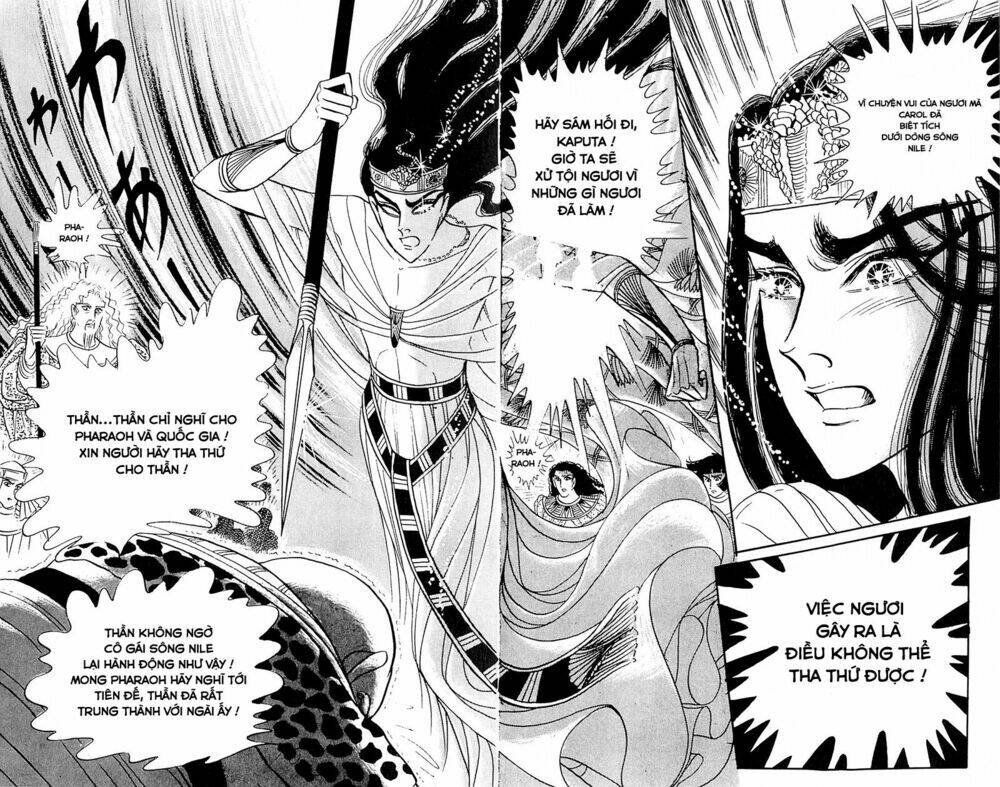 VÌ CHUYỆN VUI CỦA NGƯƠI MÀ
CAROL ĐÃ
BIỆT TÍCH
DƯỚI DÒNG SÔNG
NILE !
VIỆC NGƯƠI
GÂY RA LÀ
ĐIỀU KHÔNG THỂ
THA THỨ ĐƯỢC !
HÃY SÁM HỐI ĐI,
KAPUTA !
GIỜ TA SẼ
XỬ TỘI NGƯƠI VÌ
NHỮNG GÌ NGƯƠI
ĐÃ LÀM !
PHA-
RAOH !
わあ
わー
PHA-
RAOH !
THẦN...THẦN CHỈ NGHĨ CHO
PHARAOH VÀ QUỐC GIA !
XIN NGƯỜI HÃY THA THỨ
CHO THẦN !
THẦN KHÔNG NGỜ
CÔ GÁI SÔNG NILE
LẠI HÀNH ĐỘNG NHƯ VẬY !
MONG PHARAOH HÃY NGHĨ TỚI
TIÊN ĐẾ, THẦN ĐÃ RẤT
TRUNG THÀNH VỚI NGÀI ẤY !